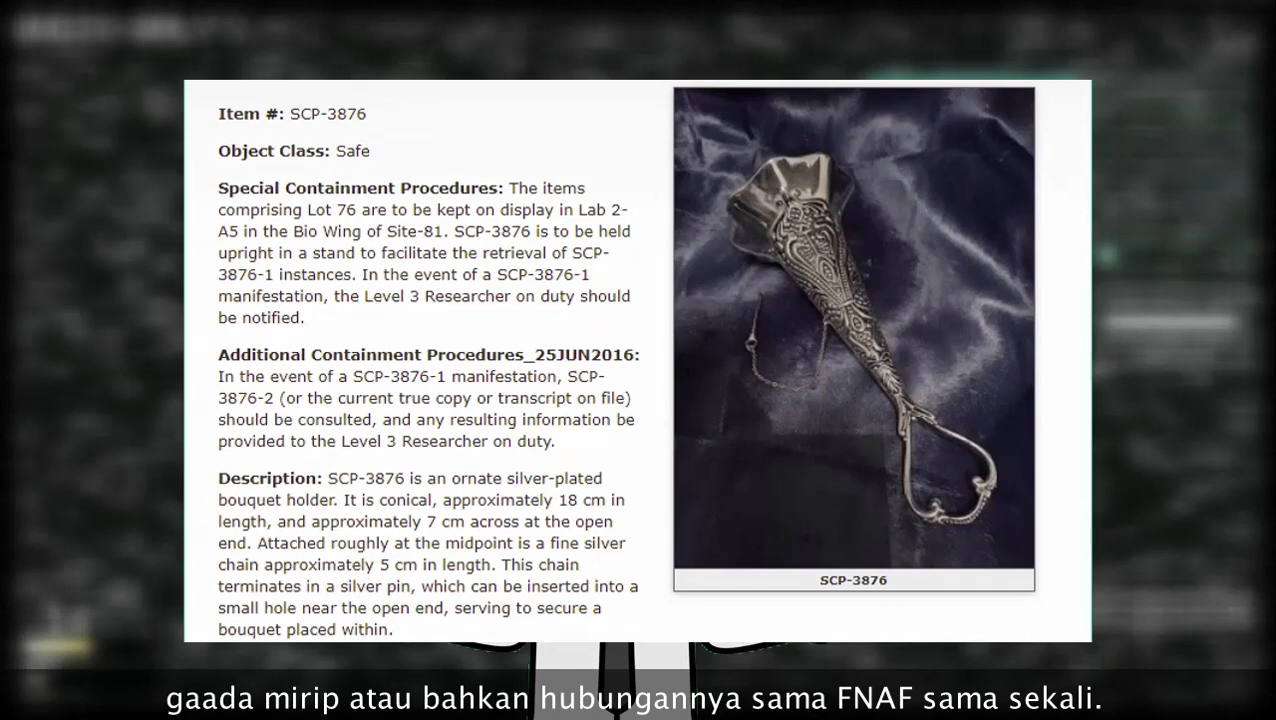 Item #: SCP-3876
Object Class: Safe
Special Containment Procedures: The items
comprising Lot 76 are to be kept on display in Lab 2-
A5 in the Bio Wing of Site-81. SCP-3876 is to be held
upright in a stand to facilitate the retrieval of SCP-
3876-1 instances. In the event of a SCP-3876-1
manifestation, the Level 3 Researcher on duty should
be notified.
Additional Containment Procedures_25JUN2016:
In the event of a SCP-3876-1 manifestation, SCP-
3876-2 (or the current true copy or transcript on file)
should be consulted, and any resulting information be
provided to the Level 3 Researcher on duty.
Description: SCP-3876 is an ornate silver-plated
bouquet holder. It is conical, approximately 18 cm in
length, and approximately 7 cm across at the open
end. Attached roughly at the midpoint is a fine silver
chain approximately 5 cm in length. This chain
terminates in a silver pin, which can be inserted into a
small hole near the open end, serving to secure a
bouquet placed within.
SCP-3876
gaada mirip atau bahkan hubungannya sama FNAF sama sekali.